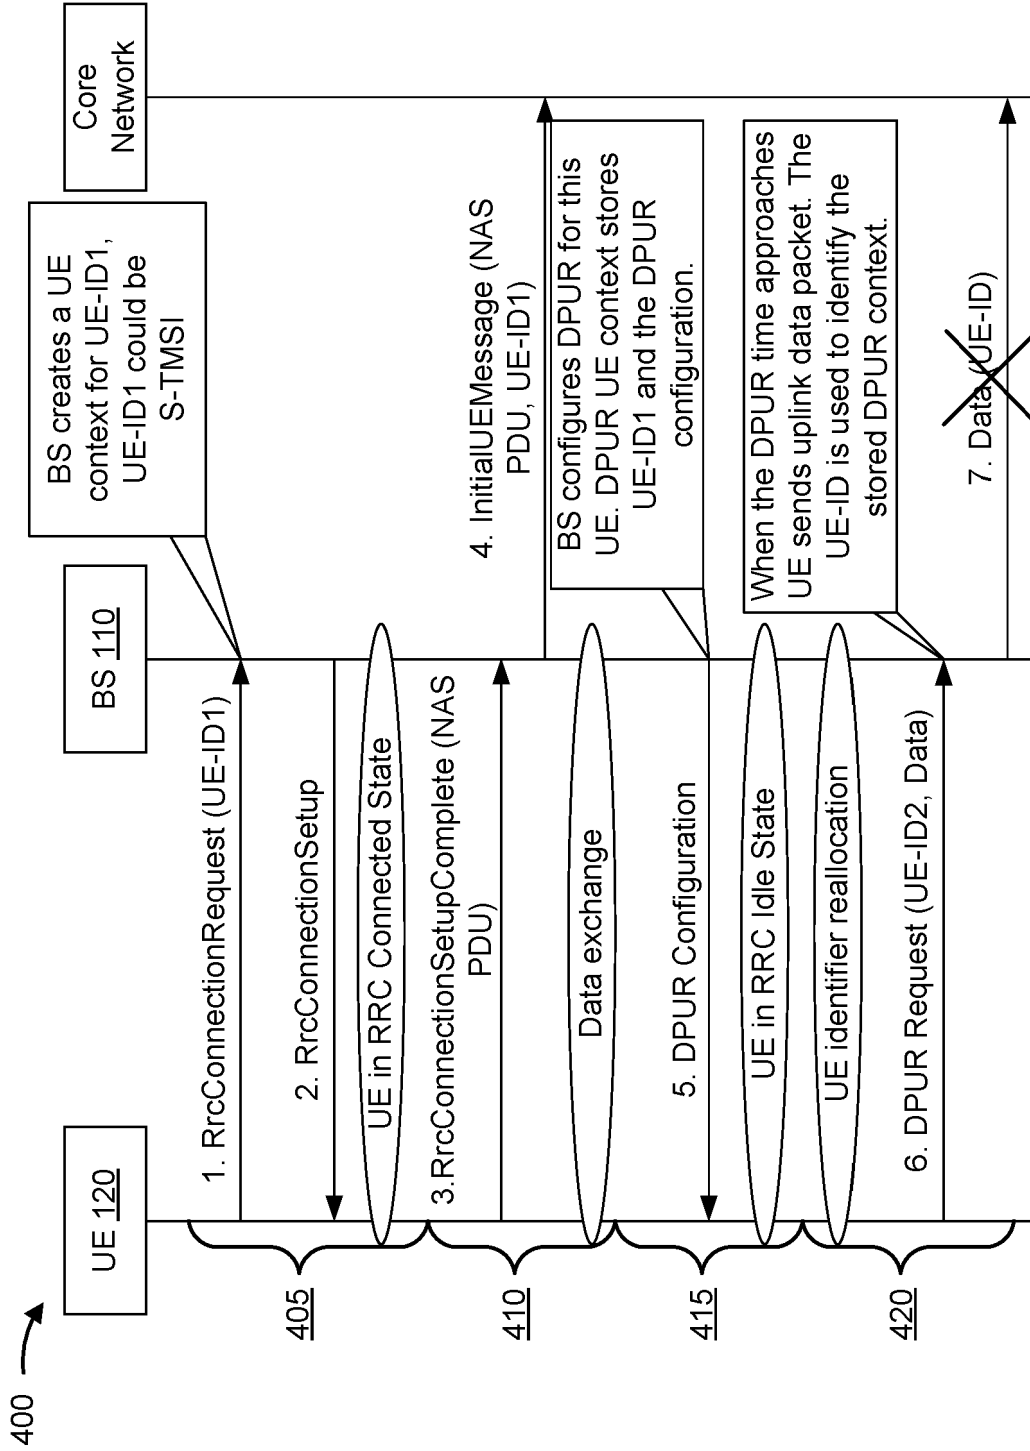 400
UE 120
BS 110
Core
Network
BS creates a UE
context for UE-ID1,
UE-ID1 could be
S-TMSI
405
1. RrcConnectionRequest (UE-ID1)
2. RrcConnectionSetup
UE in RRC Connected State
410
3.RrcConnectionSetupComplete (NAS
PDU)
4. InitialUEMessage (NAS
PDU, UE-ID1)
Data exchange
415
BS configures DPUR for this
UE. DPUR UE context stores
UE-ID1 and the DPUR
configuration.
5. DPUR Configuration
UE in RRC Idle State
420
UE identifier reallocation
When the DPUR time approaches
UE sends uplink data packet. The
UE-ID is used to identify the
stored DPUR context.
6. DPUR Request (UE-ID2, Data)
7. Data (UE-ID)